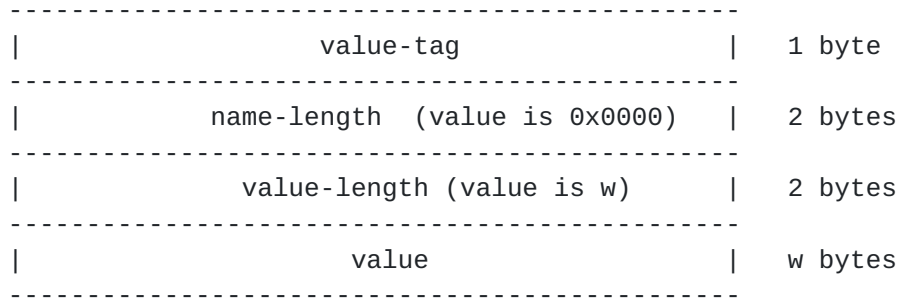 -----------------------------------------------
| value-tag | 1 byte
-----------------------------------------------
| name-length (value is 0x0000) | 2 bytes
-----------------------------------------------
| value-length (value is w) | 2 bytes
-----------------------------------------------
| value | w bytes
-----------------------------------------------